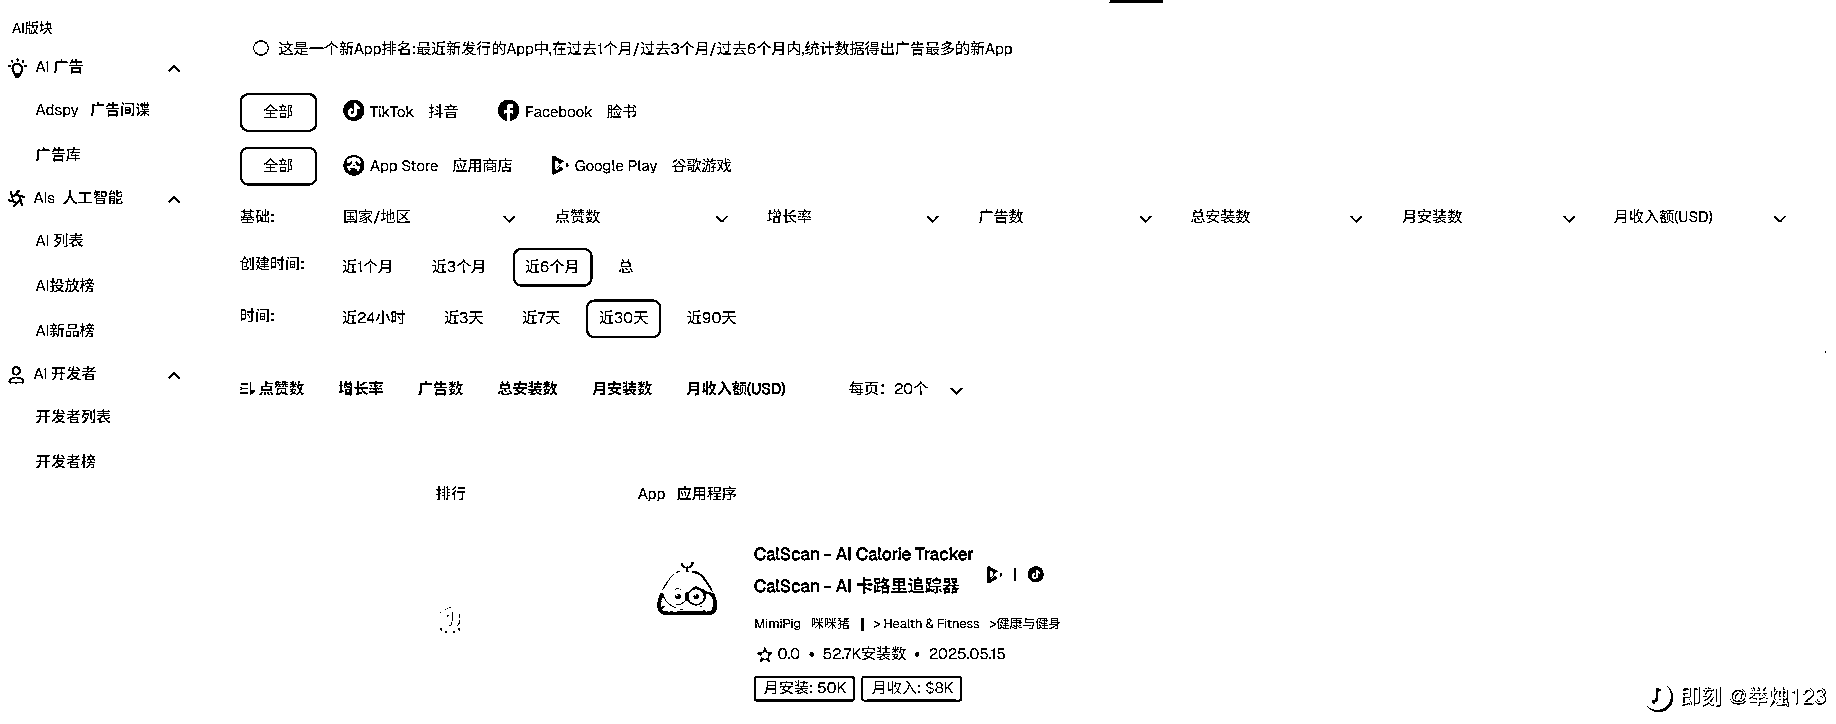 AI版块
这是一个新App排名:最近新发行的App中,在过去1个月/过去3个月/过去6个月内,统计数据得出广告最多的新App
AI 广告
Adspy 广告间谍
广告库
AIs 人工智能
AI 列表
AI投放榜
AI新品榜
AI 开发者
开发者列表
开发者榜
全部 TikTok 抖音 Facebook 脸书
全部 App Store 应用商店 Google Play 谷歌游戏
基础: 国家/地区 点赞数 增长率 广告数 总安装数 月安装数 月收入额(USD)
创建时间: 近1个月 近3个月 近6个月 总
时间: 近24小时 近3天 近7天 近30天 近90天
点赞数 增长率 广告数 总安装数 月安装数 月收入额(USD) 每页: 20个
排行 App 应用程序
1
CalScan - AI Calorie Tracker
CalScan - AI 卡路里追踪器
MimiPig 咪咪猪 | > Health & Fitness >健康与健身
0.0 • 52.7K安装数 • 2025.05.15
月安装: 50K 月收入: $8K
即刻 @举烛123